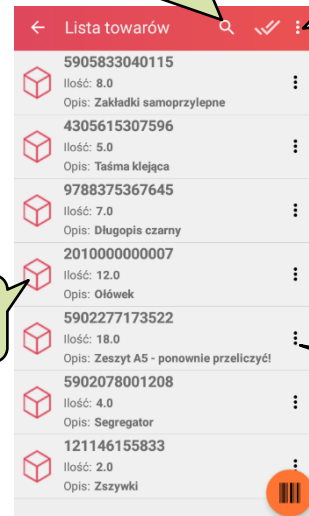 Lista towarów
5905833040115
Ilość: 8.0
Opis: Zakładki samoprzylepne
4305615307596
Ilość: 5.0
Opis: Taśma klejąca
9788375367645
Ilość: 7.0
Opis: Długopis czarny
2010000000007
Ilość: 12.0
Opis: Ołówek
5902277173522
Ilość: 18.0
Opis: Zeszyt A5 - ponownie przeliczyć!
5902078001208
Ilość: 4.0
Opis: Segregator
121146155833
Ilość: 2.0
Opis: Zszywki